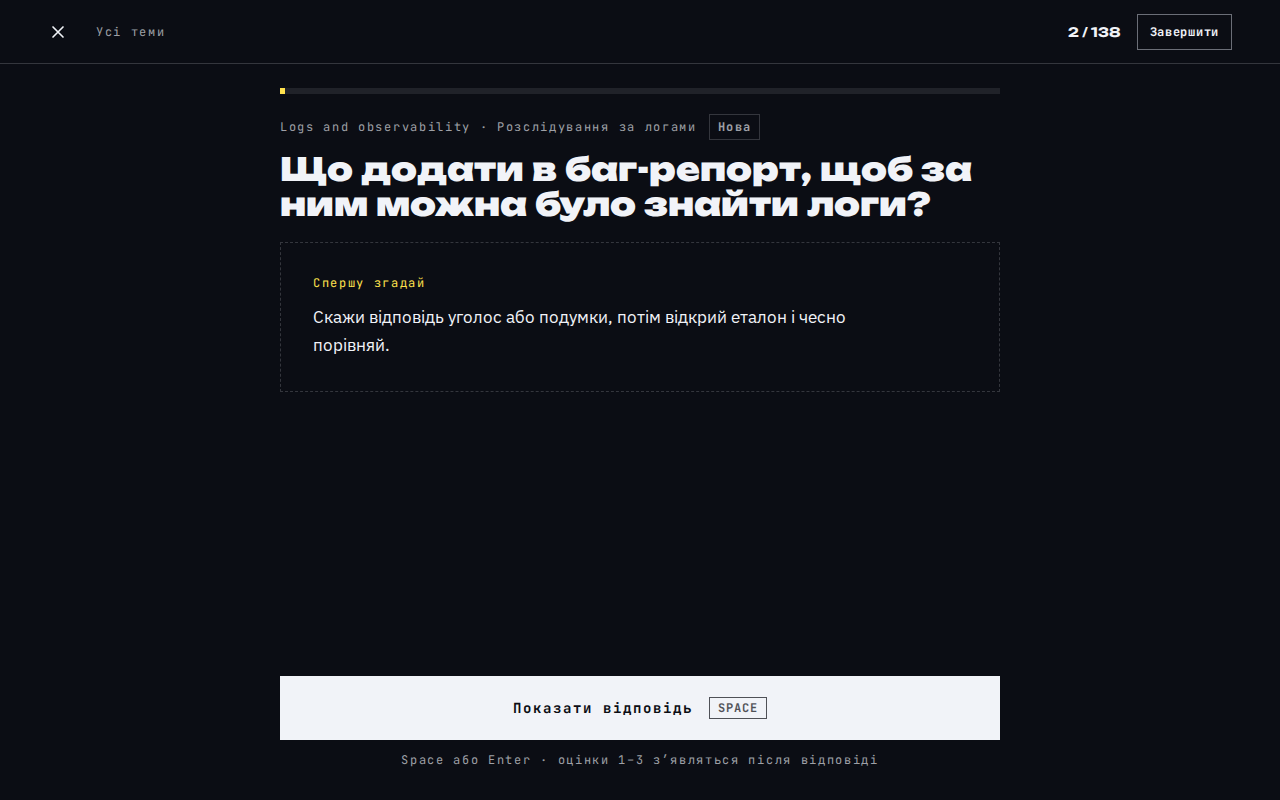 Усі теми
2 / 138
Завершити
Logs and observability · Розслідування за логами
Нова
Що додати в баг-репорт, щоб за
ним можна було знайти логи?
Спершу згадай
Скажи відповідь уголос або подумки, потім відкрий еталон і чесно
порівняй.
Показати відповідь
SPACE
Space або Enter · оцінки 1–3 з’являться після відповіді